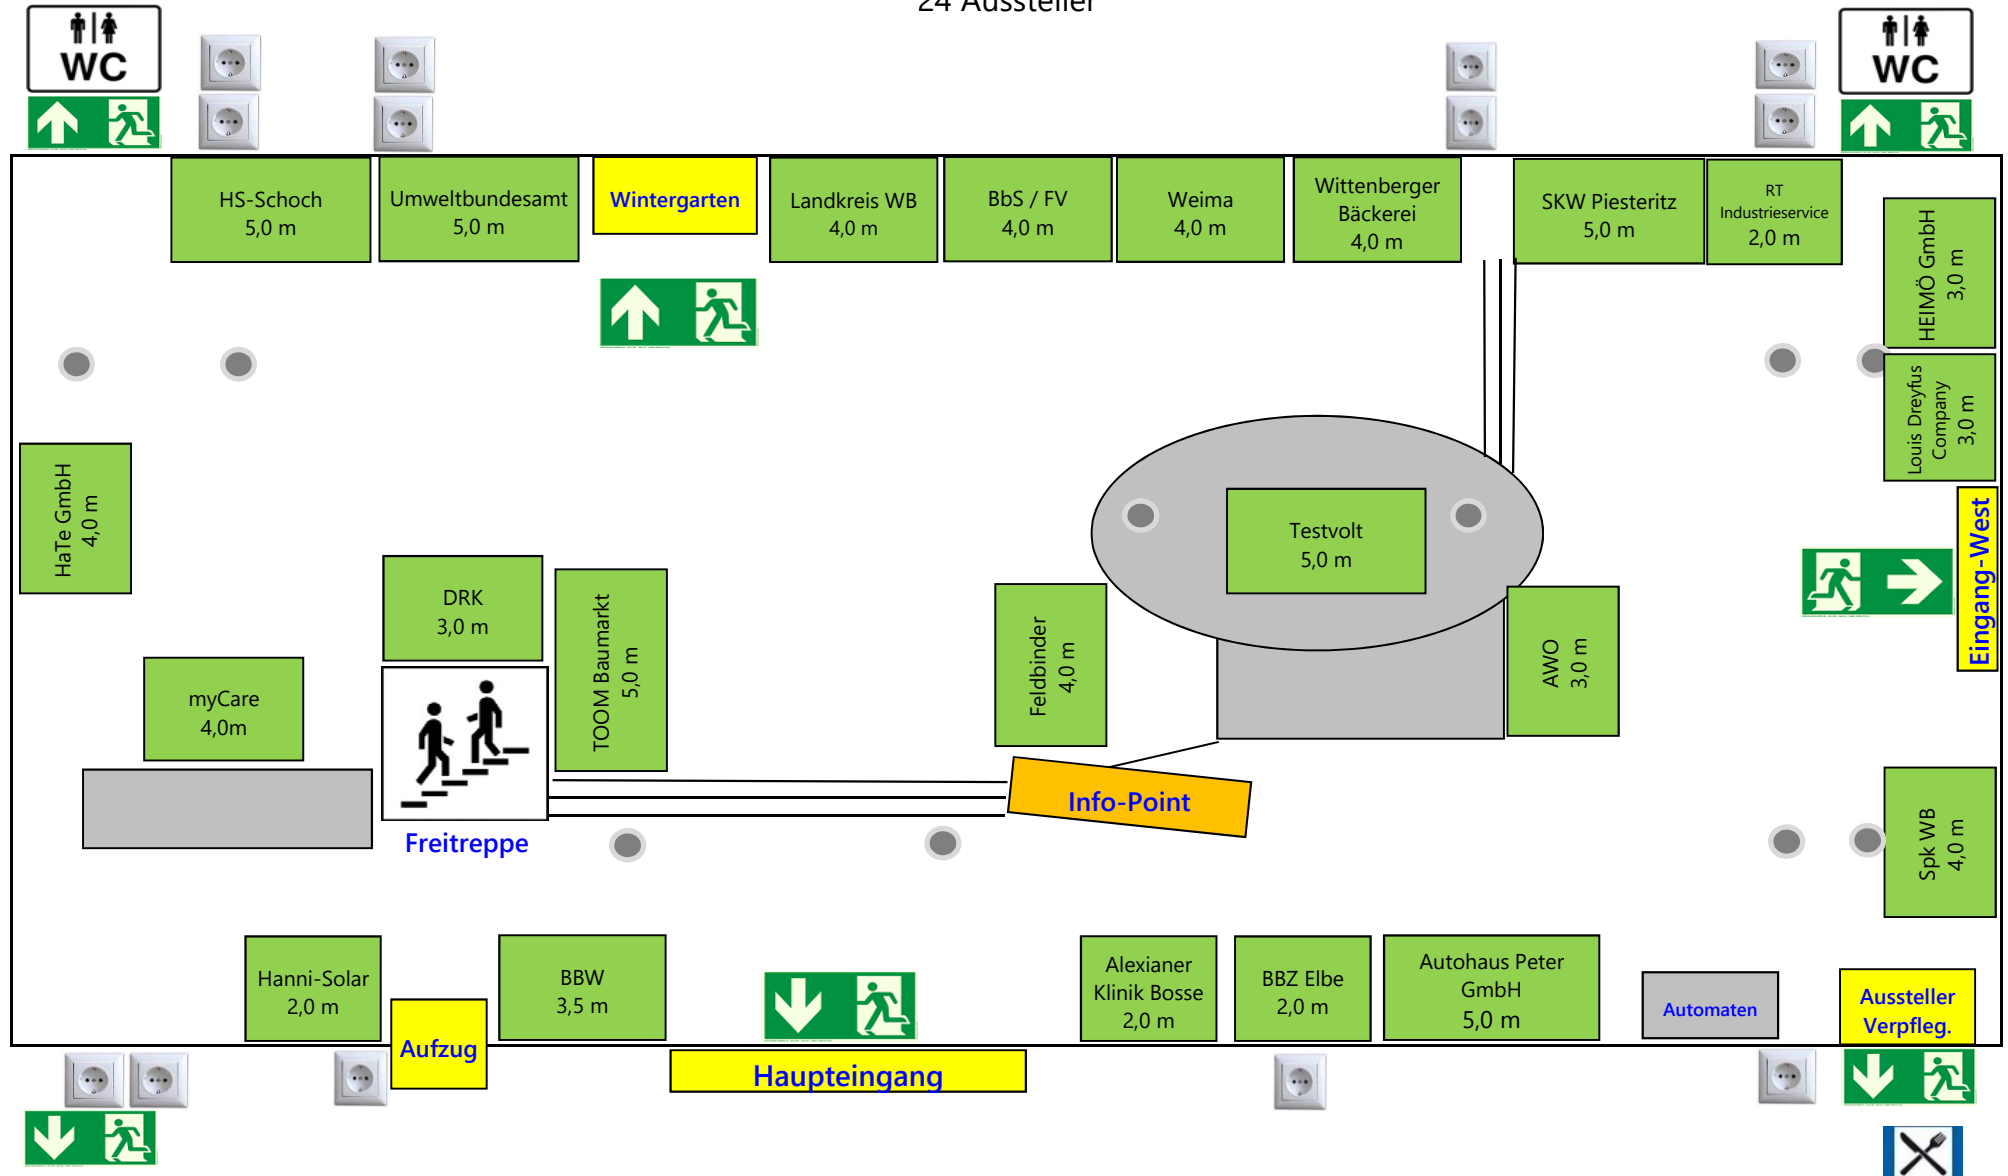 24 Aussteller
WC
WC
HS-Schoch
5,0 m
Umweltbundesamt
5,0 m
Wintergarten
Landkreis WB
4,0 m
BbS / FV
4,0 m
Weima
4,0 m
Wittenberger
Bäckerei
4,0 m
SKW Piesteritz
5,0 m
RT
Industrieservice
2,0 m
HEIMÖ GmbH
3,0 m
Louis Dreyfus
Company
3,0 m
HaTe GmbH
4,0 m
Testvolt
5,0 m
Eingang-West
DRK
3,0 m
TOOM Baumarkt
5,0 m
Feldbinder
4,0 m
AWO
3,0 m
myCare
4,0m
Info-Point
Freitreppe
Spk WB
4,0 m
Hanni-Solar
2,0 m
Aufzug
BBW
3,5 m
Haupteingang
Alexianer
Klinik Bosse
2,0 m
BBZ Elbe
2,0 m
Autohaus Peter
GmbH
5,0 m
Automaten
Aussteller
Verpfleg.